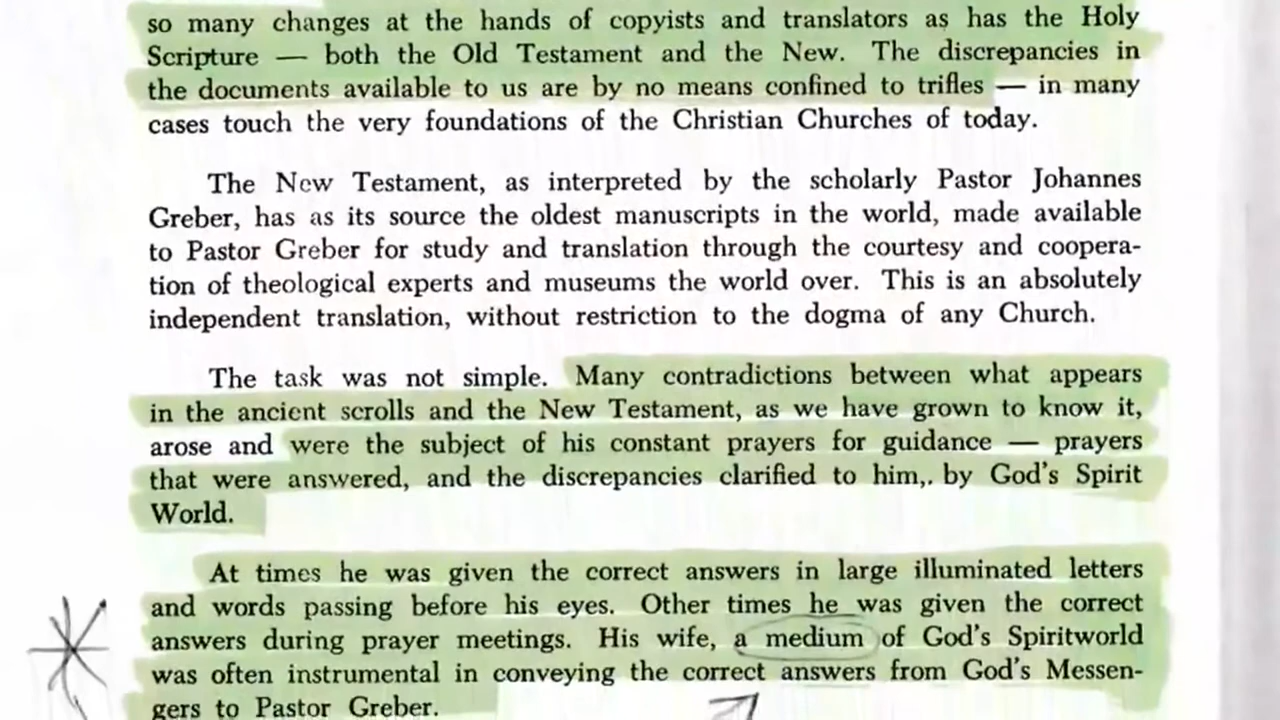 so many changes at the hands of copyists and translators as has the Holy
Scripture — both the Old Testament and the New. The discrepancies in
the documents available to us are by no means confined to trifles — in many
cases touch the very foundations of the Christian Churches of today.
The New Testament, as interpreted by the scholarly Pastor Johannes
Greber, has as its source the oldest manuscripts in the world, made available
to Pastor Greber for study and translation through the courtesy and coopera-
tion of theological experts and museums the world over. This is an absolutely
independent translation, without restriction to the dogma of any Church.
The task was not simple. Many contradictions between what appears
in the ancient scrolls and the New Testament, as we have grown to know it,
arose and were the subject of his constant prayers for guidance — prayers
that were answered, and the discrepancies clarified to him,. by God's Spirit
World.
At times he was given the correct answers in large illuminated letters
and words passing before his eyes. Other times he was given the correct
answers during prayer meetings. His wife, a medium of God's Spiritworld
was often instrumental in conveying the correct answers from God's Messen-
gers to Pastor Greber.